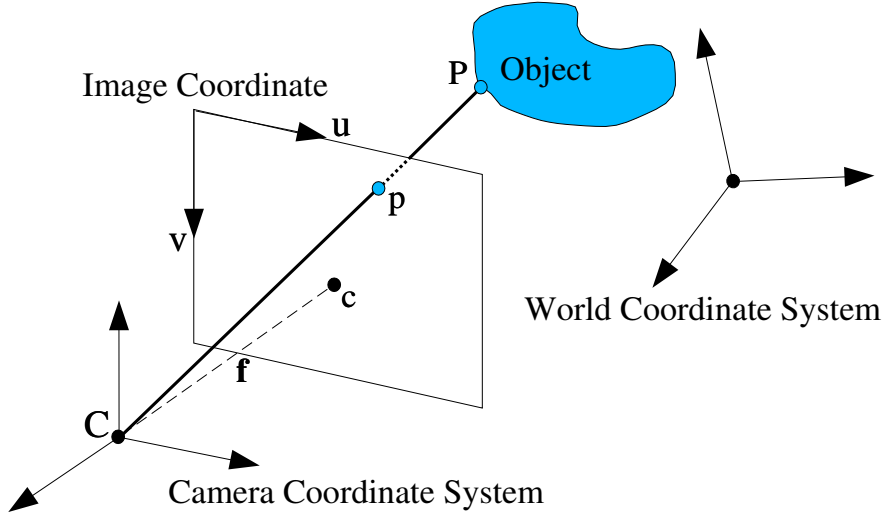 P
Object
Image Coordinate
u
p
v
c
World Coordinate System
f
C
Camera Coordinate System